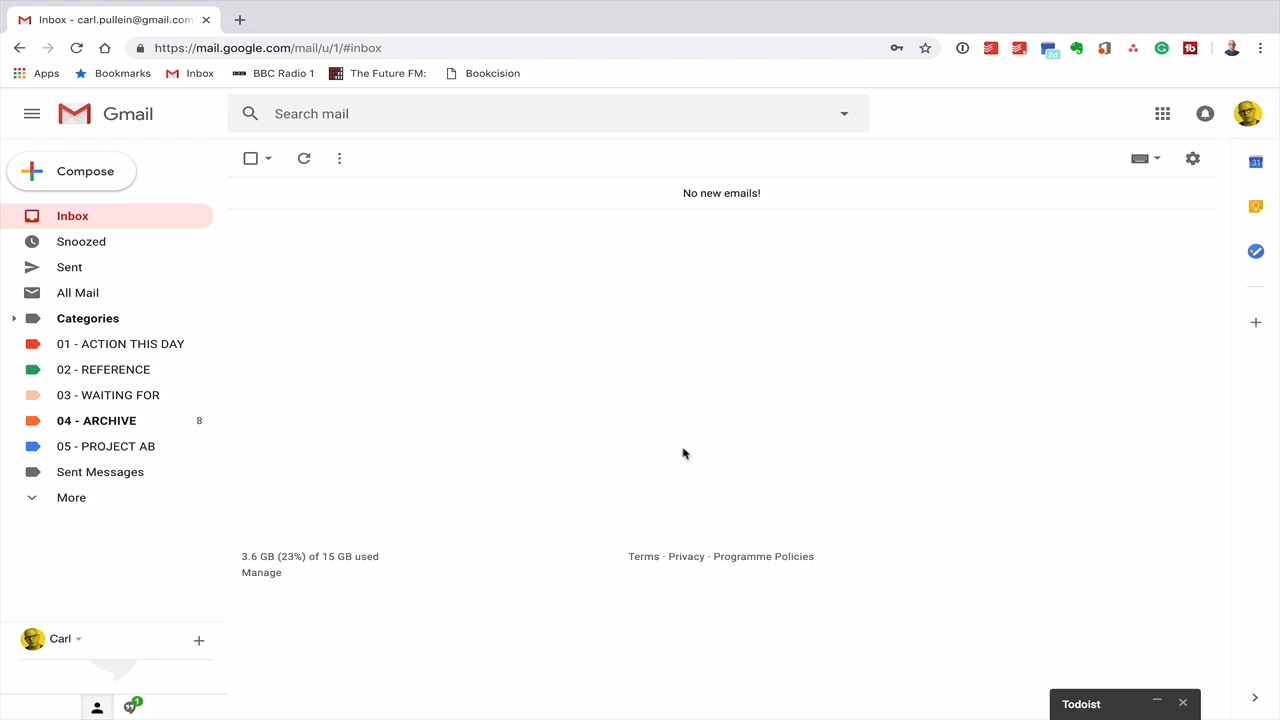 Inbox - carl.pullein@gmail.com
https://mail.google.com/mail/u/1/#inbox
2d
Apps Bookmarks Inbox BBC Radio 1 The Future FM: Bookcision
Gmail
Search mail
Compose
No new emails!
31
Inbox
Snoozed
Sent
All Mail
Categories
01 - ACTION THIS DAY
02 - REFERENCE
03 - WAITING FOR
04 - ARCHIVE 8
05 - PROJECT AB
Sent Messages
More
3.6 GB (23%) of 15 GB used
Manage
Terms · Privacy · Programme Policies
Carl
1
Todoist